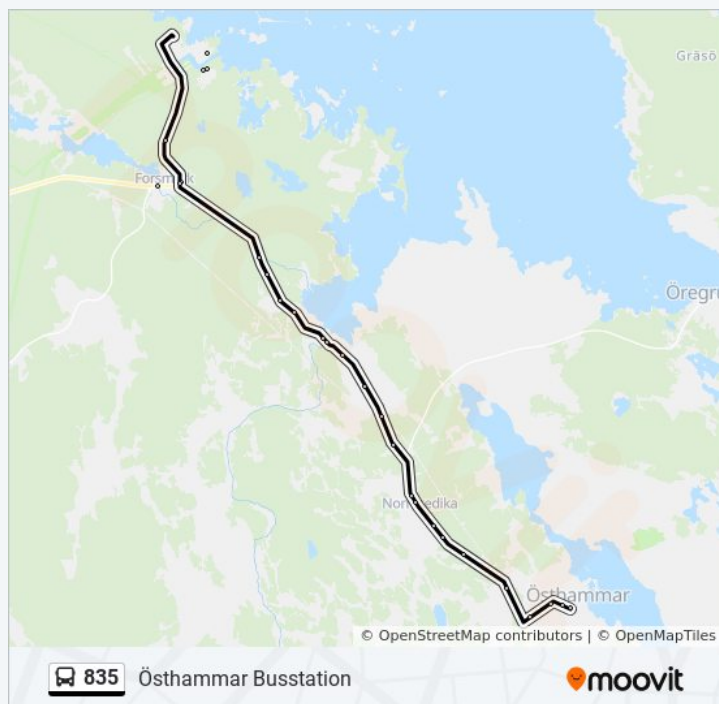 Gräsö
Forsmark
Öregru
Norrskedika
Östhammar
© OpenStreetMap contributors | © OpenMapTiles
835
Östhammar Busstation
moovit